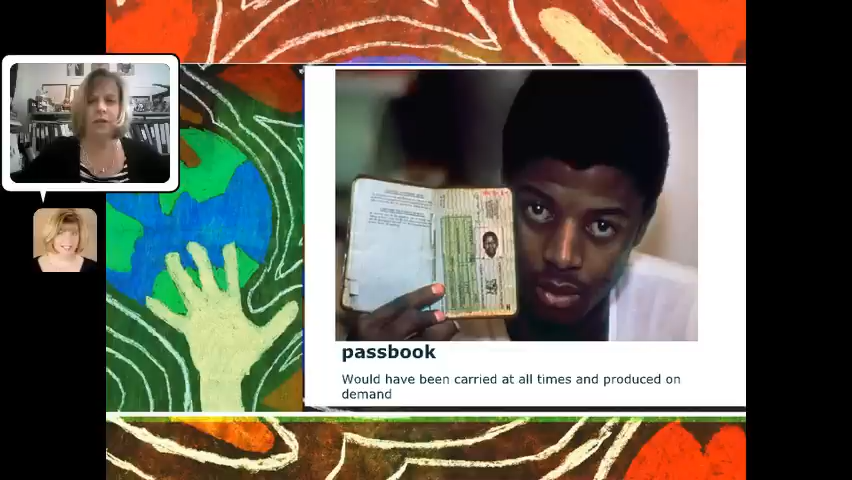 passbook
Would have been carried at all times and produced on
demand